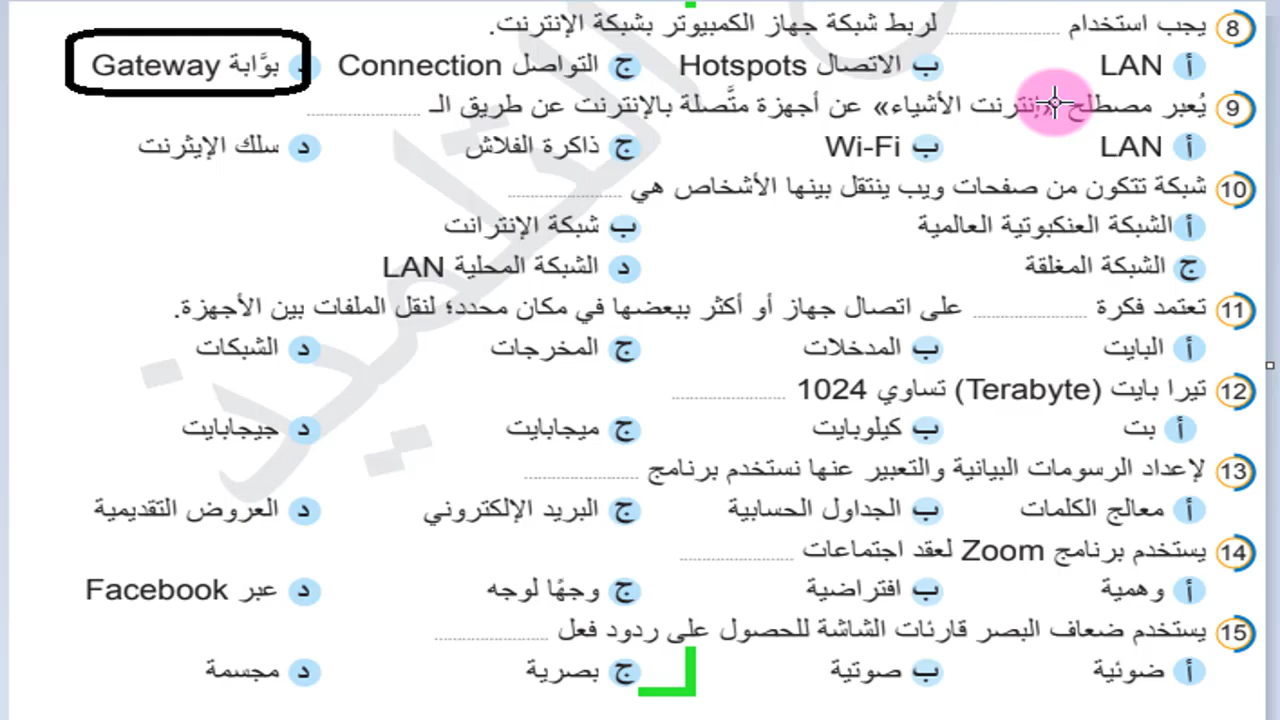 8 يجب استخدام ............ لربط شبكة جهاز الكمبيوتر بشبكة الإنترنت.
أ LAN ب الاتصال Hotspots ج التواصل Connection د بوَّابة Gateway
9 يُعبر مصطلح «إنترنت الأشياء» عن أجهزة متَّصلة بالإنترنت عن طريق الـ ............
أ LAN ب Wi-Fi ج ذاكرة الفلاش د سلك الإيثرنت
10 شبكة تتكون من صفحات ويب ينتقل بينها الأشخاص هي ............
أ الشبكة العنكبوتية العالمية ب شبكة الإنترانت
ج الشبكة المغلقة د الشبكة المحلية LAN
11 تعتمد فكرة ............ على اتصال جهاز أو أكثر ببعضها في مكان محدد؛ لنقل الملفات بين الأجهزة.
أ البايت ب المدخلات ج المخرجات د الشبكات
12 تيرا بايت (Terabyte) تساوي 1024 ............
أ بت ب كيلوبايت ج ميجابايت د جيجابايت
13 لإعداد الرسومات البيانية والتعبير عنها نستخدم برنامج ............
أ معالج الكلمات ب الجداول الحسابية ج البريد الإلكتروني د العروض التقديمية
14 يستخدم برنامج Zoom لعقد اجتماعات ............
أ وهمية ب افتراضية ج وجهًا لوجه د عبر Facebook
15 يستخدم ضعاف البصر قارئات الشاشة للحصول على ردود فعل ............
أ ضوئية ب صوتية ج بصرية د مجسمة